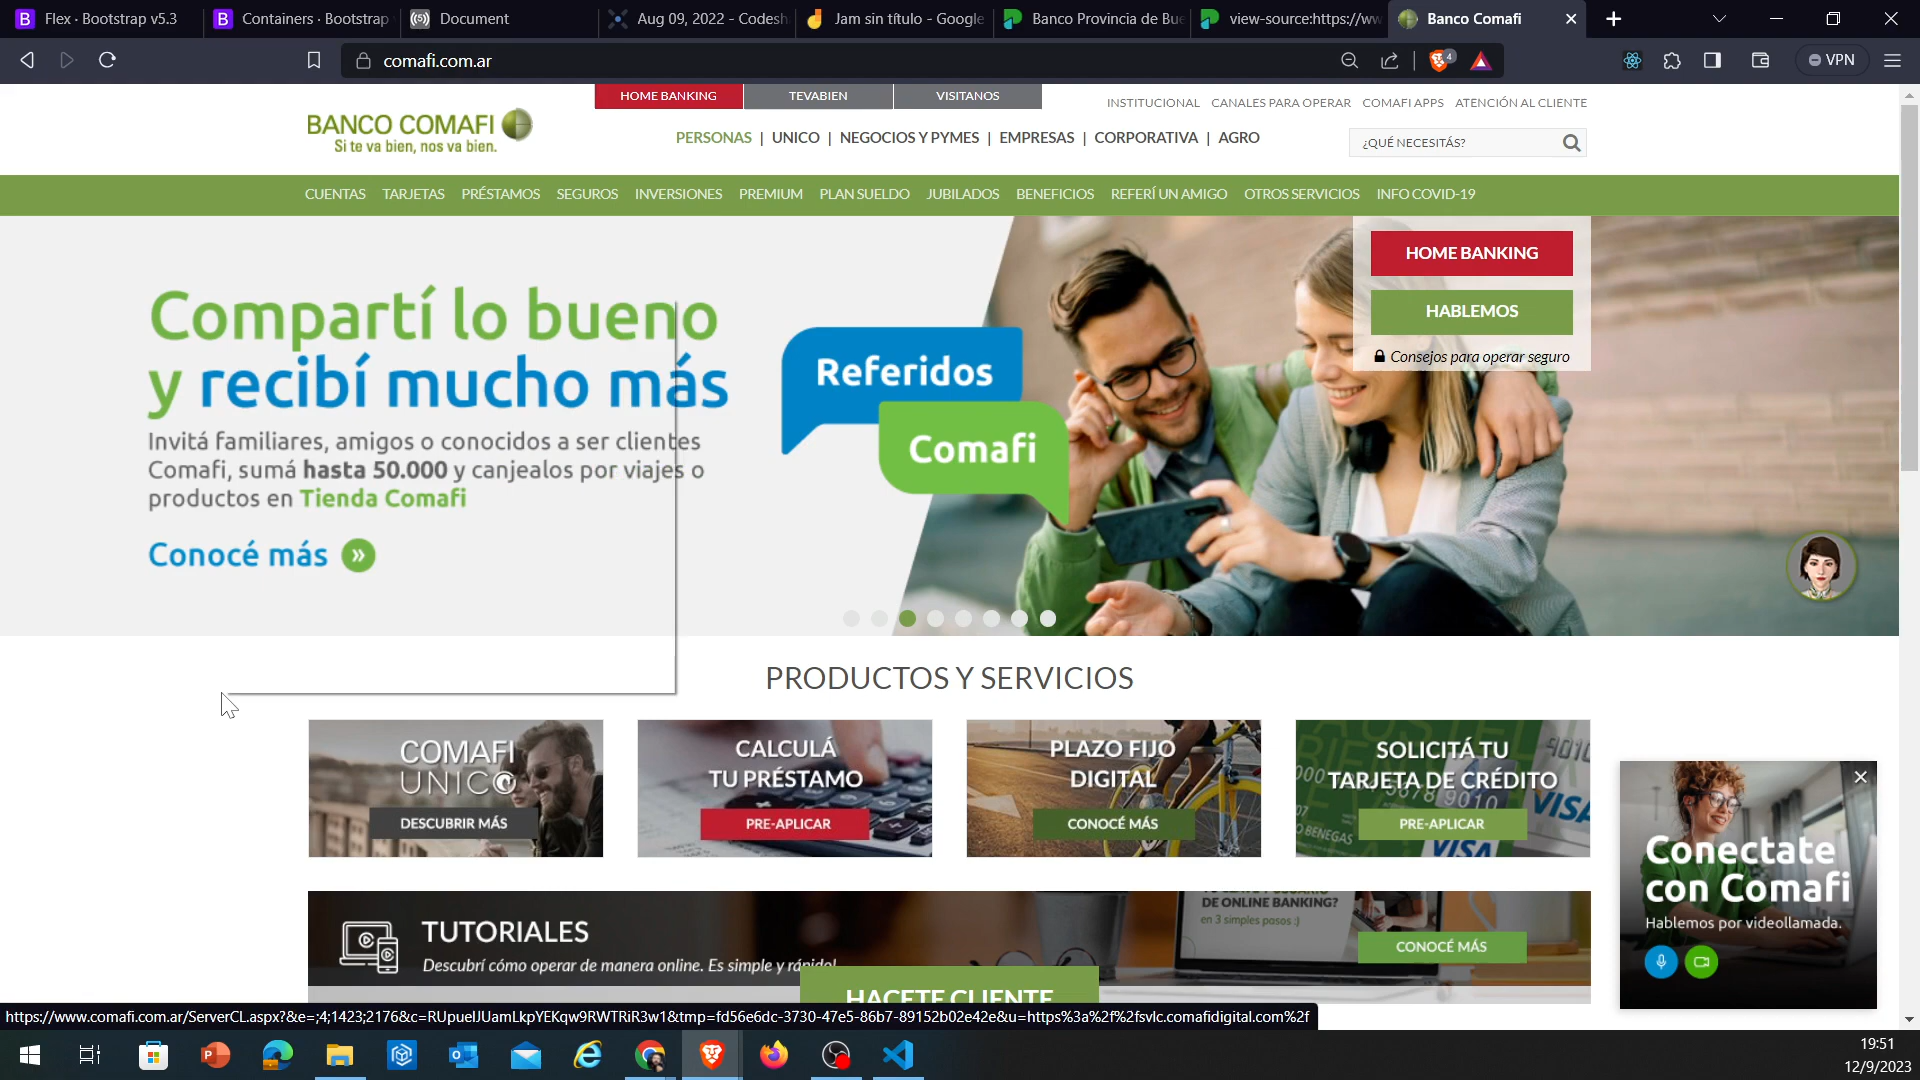 Flex · Bootstrap v5.3
Containers · Bootstrap
Document
Aug 09, 2022 - Codesh
Jam sin título - Google
Banco Provincia de Bue
view-source:https://ww
Banco Comafi
comafi.com.ar
4
VPN
HOME BANKING
TEVABIEN
VISITANOS
INSTITUCIONAL
CANALES PARA OPERAR
COMAFI APPS
ATENCIÓN AL CLIENTE
BANCO COMAFI
Si te va bien, nos va bien.
PERSONAS | UNICO | NEGOCIOS Y PYMES | EMPRESAS | CORPORATIVA | AGRO
¿QUÉ NECESITÁS?
CUENTAS TARJETAS PRÉSTAMOS SEGUROS INVERSIONES PREMIUM PLAN SUELDO JUBILADOS BENEFICIOS REFERÍ UN AMIGO OTROS SERVICIOS INFO COVID-19
HOME BANKING
HABLEMOS
Consejos para operar seguro
Compartí lo bueno
y recibí mucho más
Invitá familiares, amigos o conocidos a ser clientes
Comafi, sumá hasta 50.000 y canjealos por viajes o
productos en Tienda Comafi
Conocé más »
Referidos
Comafi
PRODUCTOS Y SERVICIOS
COMAFI
UNICO
DESCUBRIR MÁS
CALCULÁ
TU PRÉSTAMO
PRE-APLICAR
PLAZO FIJO
DIGITAL
CONOCÉ MÁS
SOLICITÁ TU
TARJETA DE CRÉDITO
PRE-APLICAR
5678 9010
VISA
VISA
TUTORIALES
Descubrí cómo operar de manera online. Es simple y rápido!
DE ONLINE BANKING?
en 3 simples pasos :)
CONOCÉ MÁS
HACETE CLIENTE
Conectate
con Comafi
Hablemos por videollamada.
https://www.comafi.com.ar/ServerCL.aspx?&e=;4;1423;2176&c=RUpuelJUamLkpYEKqw9RWTRiR3w1&tmp=fd56e6dc-3730-47e5-86b7-89152b02e42e&u=https%3a%2f%2fsvlc.comafidigital.com%2f
19:51
12/9/2023